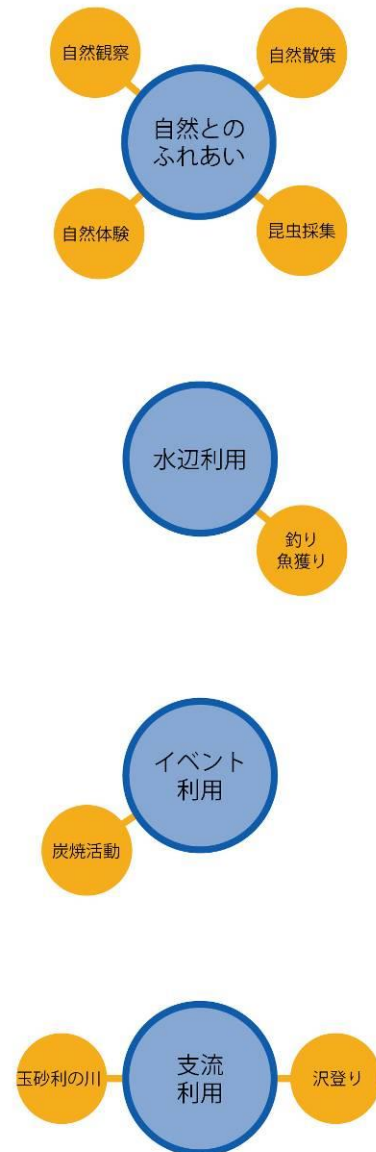 自然観察
自然散策
自然との
ふれあい
自然体験
昆虫採集
水辺利用
釣り
魚獲り
イベント
利用
炭焼活動
支流
利用
玉砂利の川
沢登り